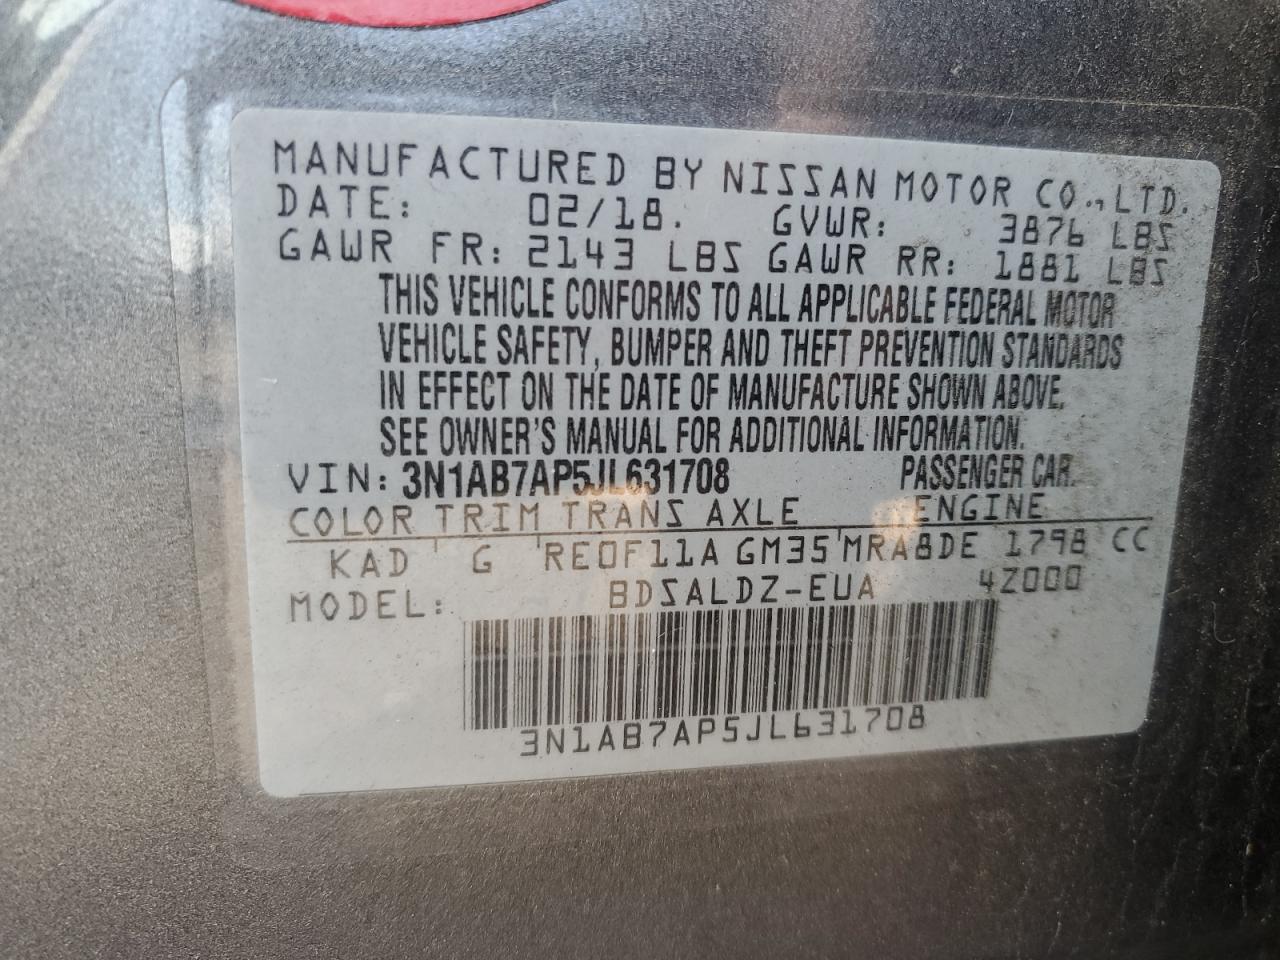 MANUFACTURED BY NISSAN MOTOR CO., LTD.
DATE: 02/18. GVWR: 3876 LBS
GAWR FR: 2143 LBS GAWR RR: 1881 LBS
THIS VEHICLE CONFORMS TO ALL APPLICABLE FEDERAL MOTOR
VEHICLE SAFETY, BUMPER AND THEFT PREVENTION STANDARDS
IN EFFECT ON THE DATE OF MANUFACTURE SHOWN ABOVE.
SEE OWNER'S MANUAL FOR ADDITIONAL INFORMATION.
VIN: 3N1AB7AP5JL631708 PASSENGER CAR.
COLOR TRIM TRANS AXLE ENGINE
KAD G RE0F11A GM35 MRA8DE 1798 CC
MODEL: BDSALDZ-EUA 4Z000
3N1AB7AP5JL631708